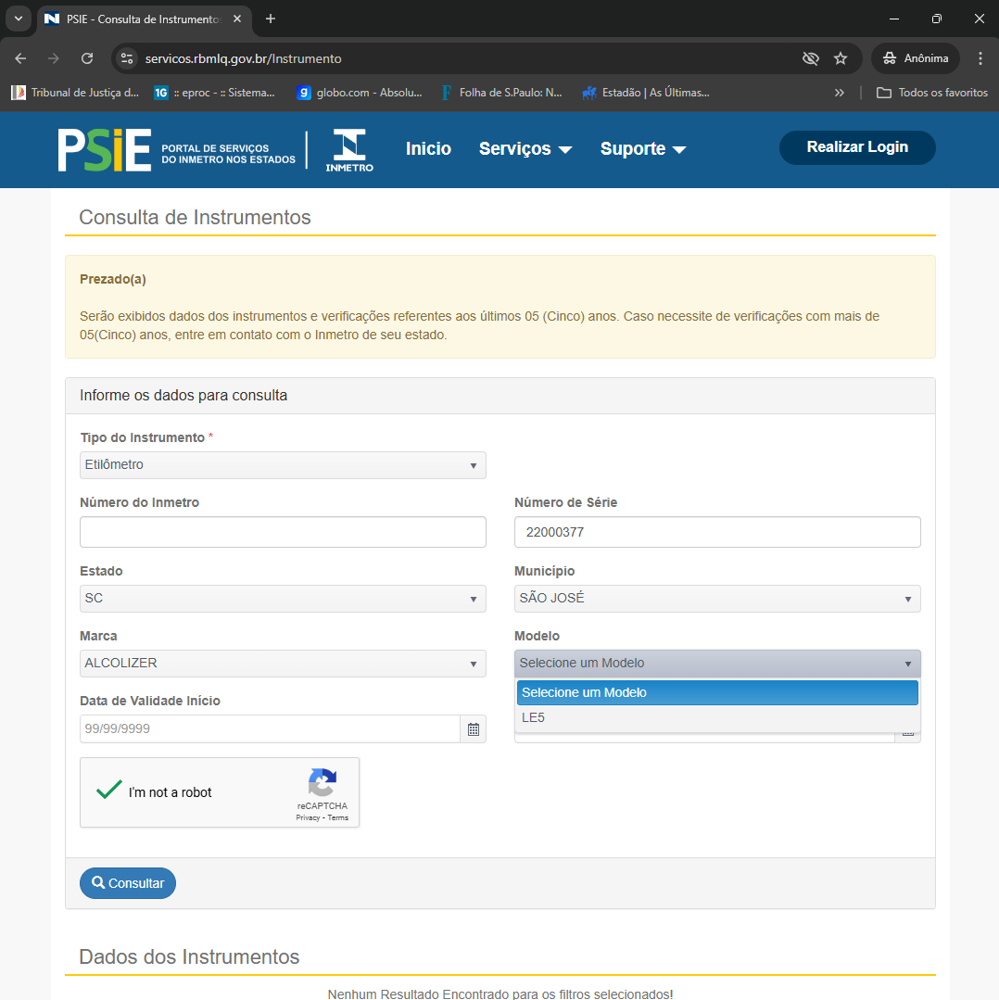 PSIE - Consulta de Instrumentos
servicos.rbmlq.gov.br/Instrumento
Anônima
Tribunal de Justiça d...
1G
:: eproc - :: Sistema...
g
globo.com - Absolu...
F
Folha de S.Paulo: N...
Estadão | As Últimas...
Todos os favoritos
PSiE
PORTAL DE SERVIÇOS
DO INMETRO NOS ESTADOS
INMETRO
Inicio
Serviços
Suporte
Realizar Login
Consulta de Instrumentos
Prezado(a)
Serão exibidos dados dos instrumentos e verificações referentes aos últimos 05 (Cinco) anos. Caso necessite de verificações com mais de
05(Cinco) anos, entre em contato com o Inmetro de seu estado.
Informe os dados para consulta
Tipo do Instrumento *
Etilômetro
Número do Inmetro
Número de Série
22000377
Estado
Município
SC
SÃO JOSÉ
Marca
Modelo
ALCOLIZER
Selecione um Modelo
Selecione um Modelo
LE5
Data de Validade Início
99/99/9999
I'm not a robot
reCAPTCHA
Privacy - Terms
Consultar
Dados dos Instrumentos
Nenhum Resultado Encontrado para os filtros selecionados!